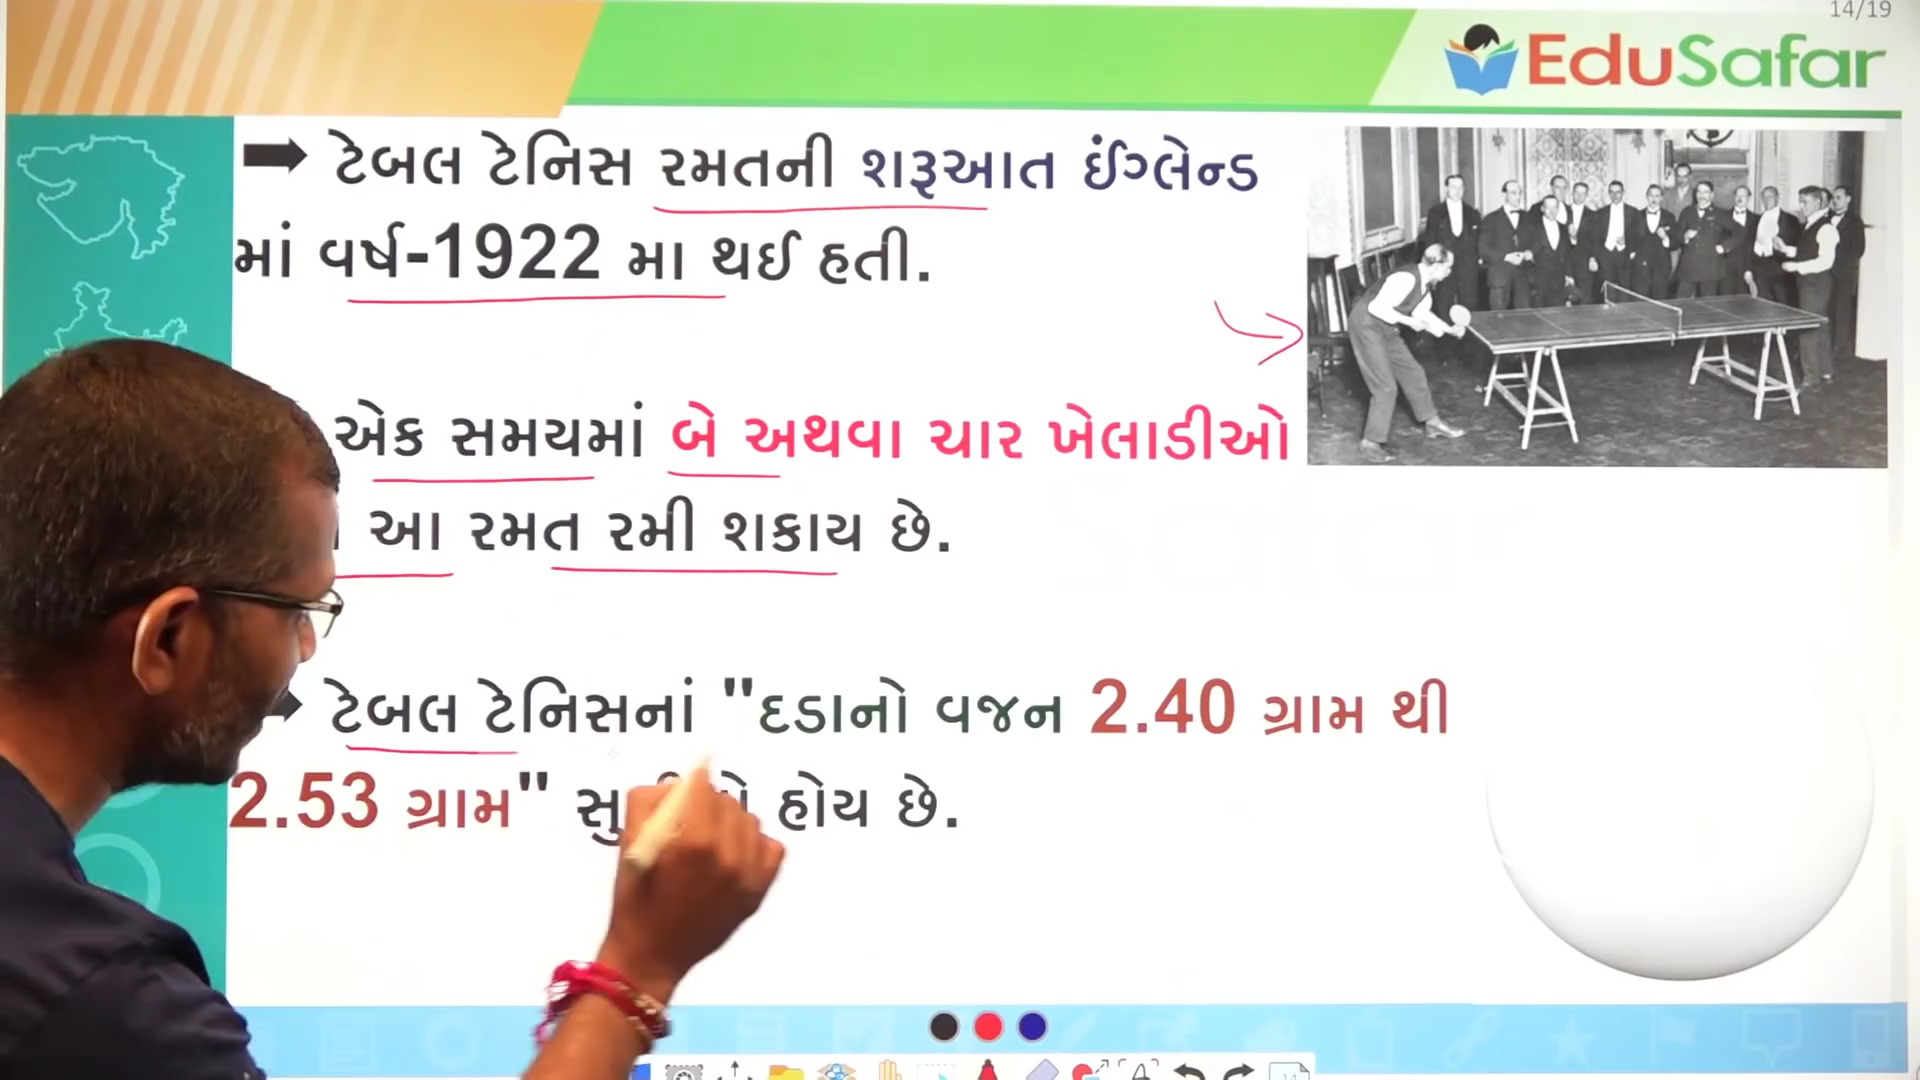 14/19
EduSafar
ટેબલ ટેનિસ રમતની શરૂઆત ઈંગ્લેન્ડ
માં વર્ષ-1922 મા થઈ હતી.
એક સમયમાં બે અથવા ચાર ખેલાડીઓ
આ રમત રમી શકાય છે.
ટેબલ ટેનિસનાં "દડાનો વજન 2.40 ગ્રામ થી
2.53 ગ્રામ" હોય છે.